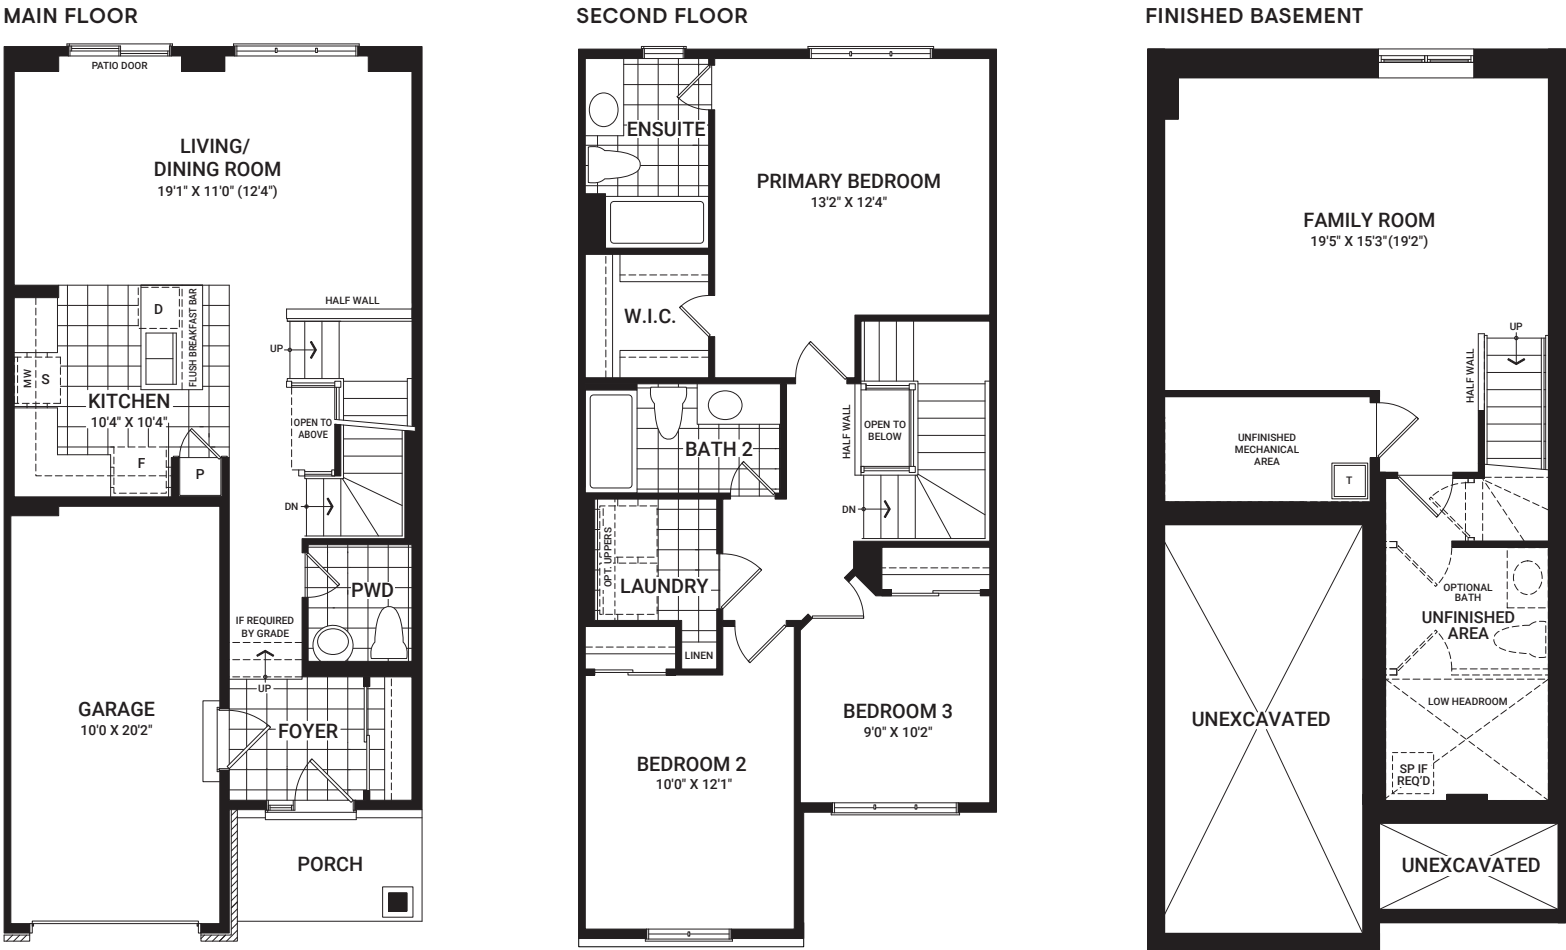 MAIN FLOOR
PATIO DOOR
LIVING/
DINING ROOM
19'1" X 11'0" (12'4")
HALF WALL
D
FLUSH BREAKFAST BAR
UP
MW
S
KITCHEN
10'4" X 10'4"
OPEN TO
ABOVE
F
P
DN
PWD
IF REQUIRED
BY GRADE
UP
GARAGE
10'0 X 20'2"
FOYER
PORCH
SECOND FLOOR
ENSUITE
PRIMARY BEDROOM
13'2" X 12'4"
W.I.C.
HALF WALL
OPEN TO
BELOW
BATH 2
DN
OPT. UPPERS
LAUNDRY
LINEN
BEDROOM 3
9'0" X 10'2"
BEDROOM 2
10'0" X 12'1"
FINISHED BASEMENT
FAMILY ROOM
19'5" X 15'3"(19'2")
UP
HALF WALL
UNFINISHED
MECHANICAL
AREA
T
OPTIONAL
BATH
UNFINISHED
AREA
LOW HEADROOM
UNEXCAVATED
SP IF
REQ'D
UNEXCAVATED